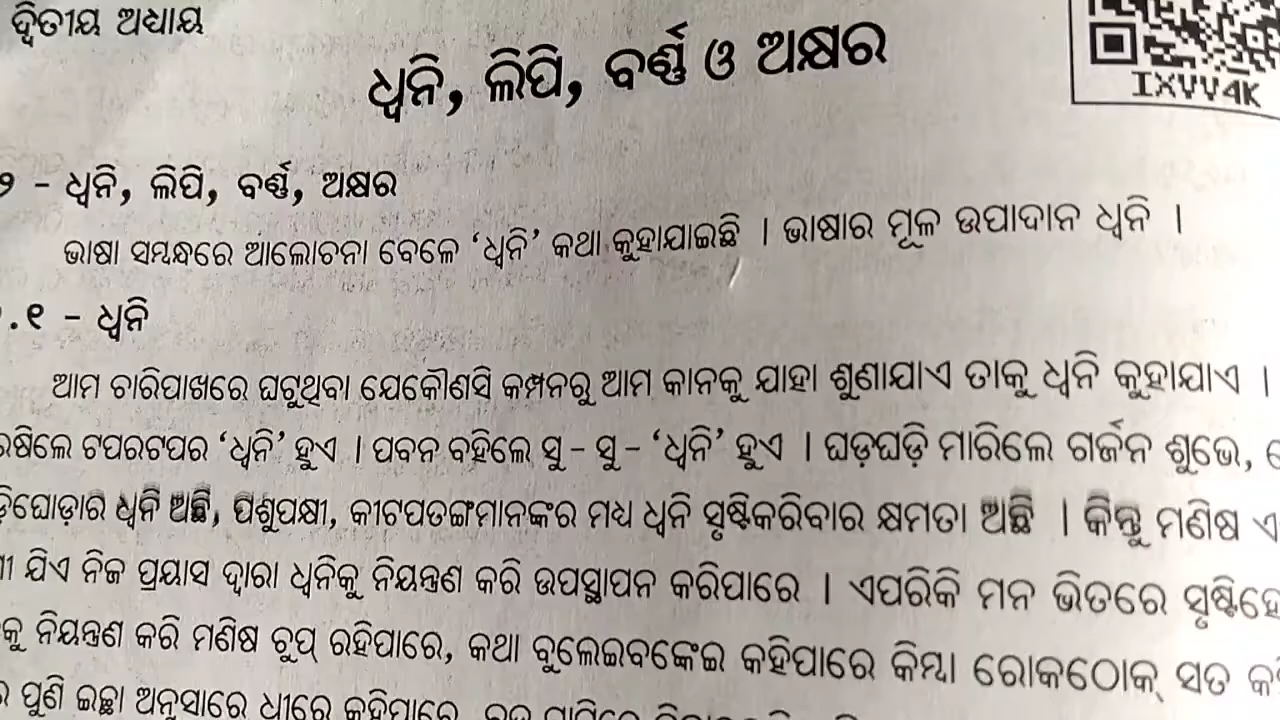 ଦ୍ୱିତୀୟ ଅଧ୍ୟାୟ
ଧ୍ୱନି, ଲିପି, ବର୍ଣ୍ଣ ଓ ଅକ୍ଷର
IXVV4K
୨ - ଧ୍ୱନି, ଲିପି, ବର୍ଣ୍ଣ, ଅକ୍ଷର
ଭାଷା ସମ୍ବନ୍ଧରେ ଆଲୋଚନା ବେଳେ ‘ଧ୍ୱନି’ କଥା କୁହାଯାଇଛି । ଭାଷାର ମୂଳ ଉପାଦାନ ଧ୍ୱନି ।
.୧ - ଧ୍ୱନି
ଆମ ଚାରିପାଖରେ ଘଟୁଥିବା ଯେକୌଣସି କମ୍ପନରୁ ଆମ କାନକୁ ଯାହା ଶୁଣାଯାଏ ତାକୁ ଧ୍ୱନି କୁହାଯାଏ ।
ଟପରଟପର ‘ଧ୍ୱନି’ ହୁଏ । ପବନ ବହିଲେ ସୁ - ସୁ - ‘ଧ୍ୱନି’ ହୁଏ । ଘଡ଼ଘଡ଼ି ମାରିଲେ ଗର୍ଜନ ଶୁଭେ,
ଧ୍ୱନି ଅଛି, ପଶୁପକ୍ଷୀ, କୀଟପତଙ୍ଗମାନଙ୍କର ମଧ୍ୟ ଧ୍ୱନି ସୃଷ୍ଟିକରିବାର କ୍ଷମତା ଅଛି । କିନ୍ତୁ ମଣିଷ
ଯିଏ ନିଜ ପ୍ରୟାସ ଦ୍ୱାରା ଧ୍ୱନିକୁ ନିୟନ୍ତ୍ରଣ କରି ଉପସ୍ଥାପନ କରିପାରେ । ଏପରିକି ମନ ଭିତରେ
କୁ ନିୟନ୍ତ୍ରଣ କରି ମଣିଷ ଚୁପ୍ ରହିପାରେ, କଥା ବୁଲେଇବଙ୍କେଇ କହିପାରେ କିମ୍ବା ରୋକଠୋକ୍ ସତ
ପୁଣି ଇଚ୍ଛା ଅନୁସାରେ ଧୀରେ କହିପାରେ